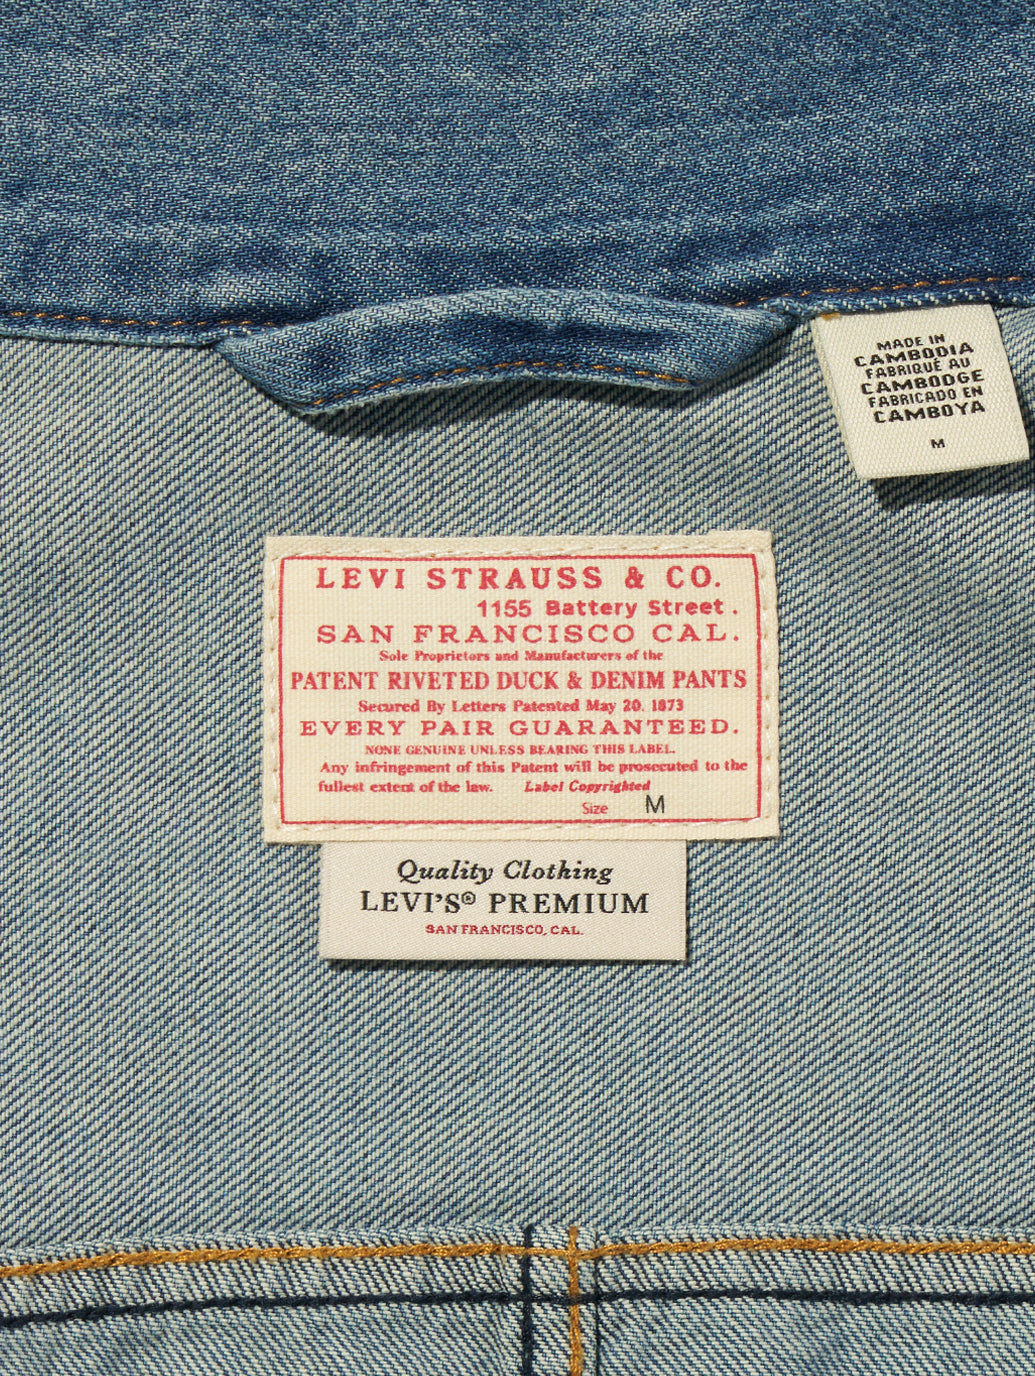 MADE IN
CAMBODIA
FABRIQUÉ AU
CAMBODGE
FABRICADO EN
CAMBOYA
M
LEVI STRAUSS & CO.
1155 Battery Street .
SAN FRANCISCO CAL.
Sole Proprietors and Manufacturers of the
PATENT RIVETED DUCK & DENIM PANTS
Secured By Letters Patented May 20. 1873
EVERY PAIR GUARANTEED.
NONE GENUINE UNLESS BEARING THIS LABEL.
Any infringement of this Patent will be prosecuted to the
fullest extent of the law. Label Copyrighted
Size M
Quality Clothing
LEVI'S® PREMIUM
SAN FRANCISCO, CAL.